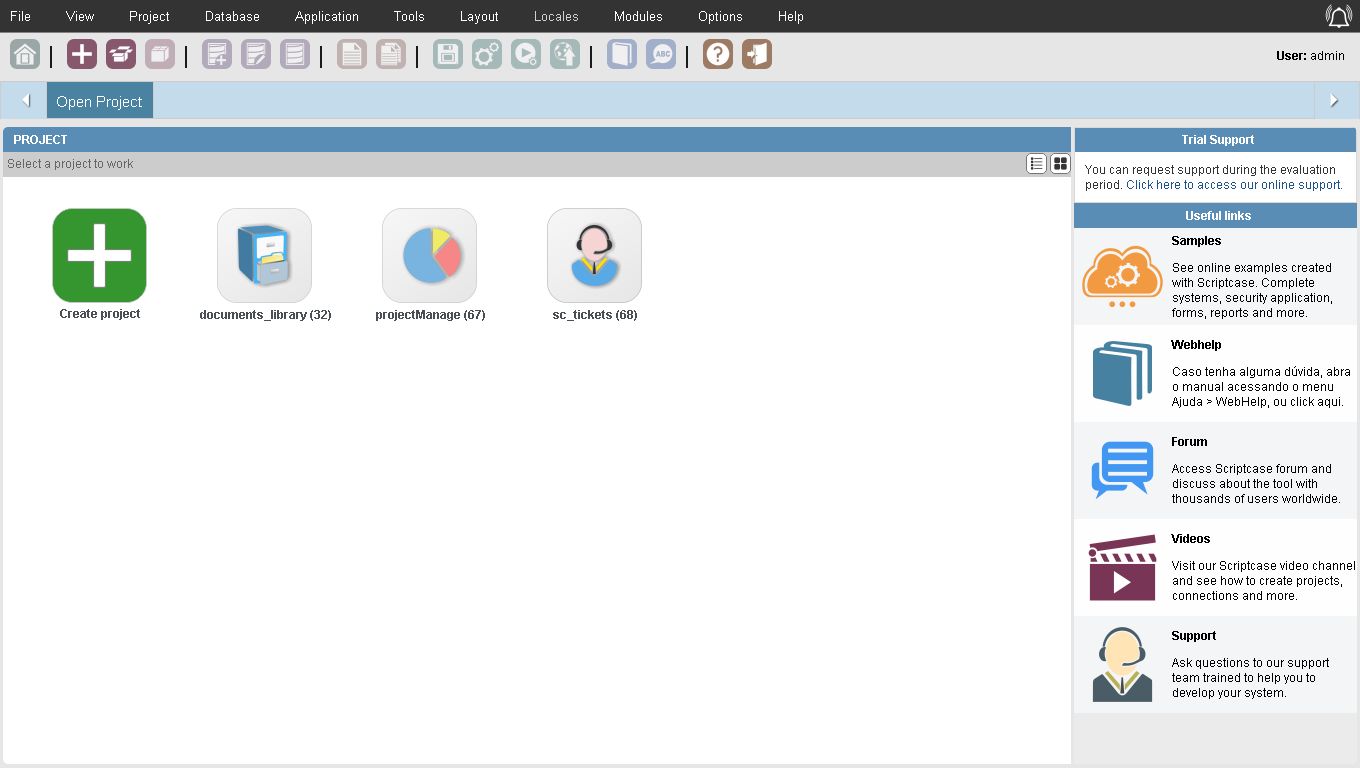 File View Project Database Application Tools Layout Locales Modules Options Help
ABC
User: admin
Open Project
PROJECT
Select a project to work
Create project
documents_library (32)
projectManage (67)
sc_tickets (68)
Trial Support
You can request support during the evaluation
period. Click here to access our online support.
Useful links
Samples
See online examples created
with Scriptcase. Complete
systems, security application,
forms, reports and more.
Webhelp
Caso tenha alguma dúvida, abra
o manual acessando o menu
Ajuda > WebHelp, ou click aqui.
Forum
Access Scriptcase forum and
discuss about the tool with
thousands of users worldwide.
Videos
Visit our Scriptcase video channel
and see how to create projects,
connections and more.
Support
Ask questions to our support
team trained to help you to
develop your system.